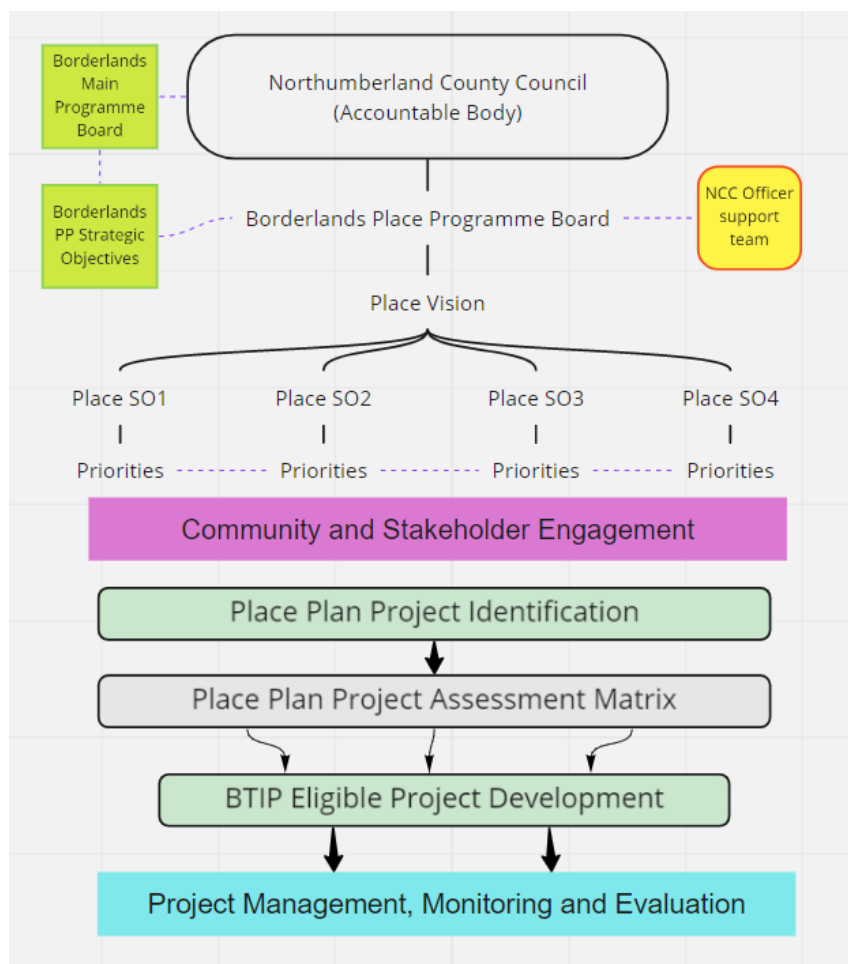 Borderlands
Main
Programme
Board
Northumberland County Council
(Accountable Body)
Borderlands
PP Strategic
Objectives
Borderlands Place Programme Board
NCC Officer
support
team
Place Vision
Place SO1
Place SO2
Place SO3
Place SO4
Priorities
Priorities
Priorities
Priorities
Community and Stakeholder Engagement
Place Plan Project Identification
Place Plan Project Assessment Matrix
BTIP Eligible Project Development
Project Management, Monitoring and Evaluation